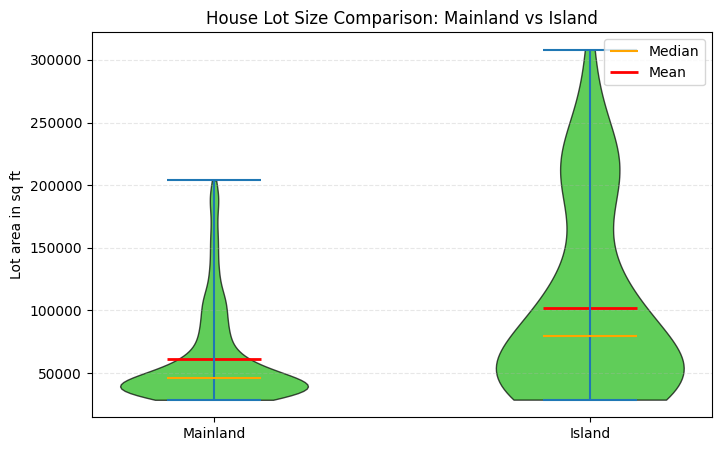 House Lot Size Comparison: Mainland vs Island
Median
Mean
Lot area in sq ft
300000
250000
200000
150000
100000
50000
Mainland
Island